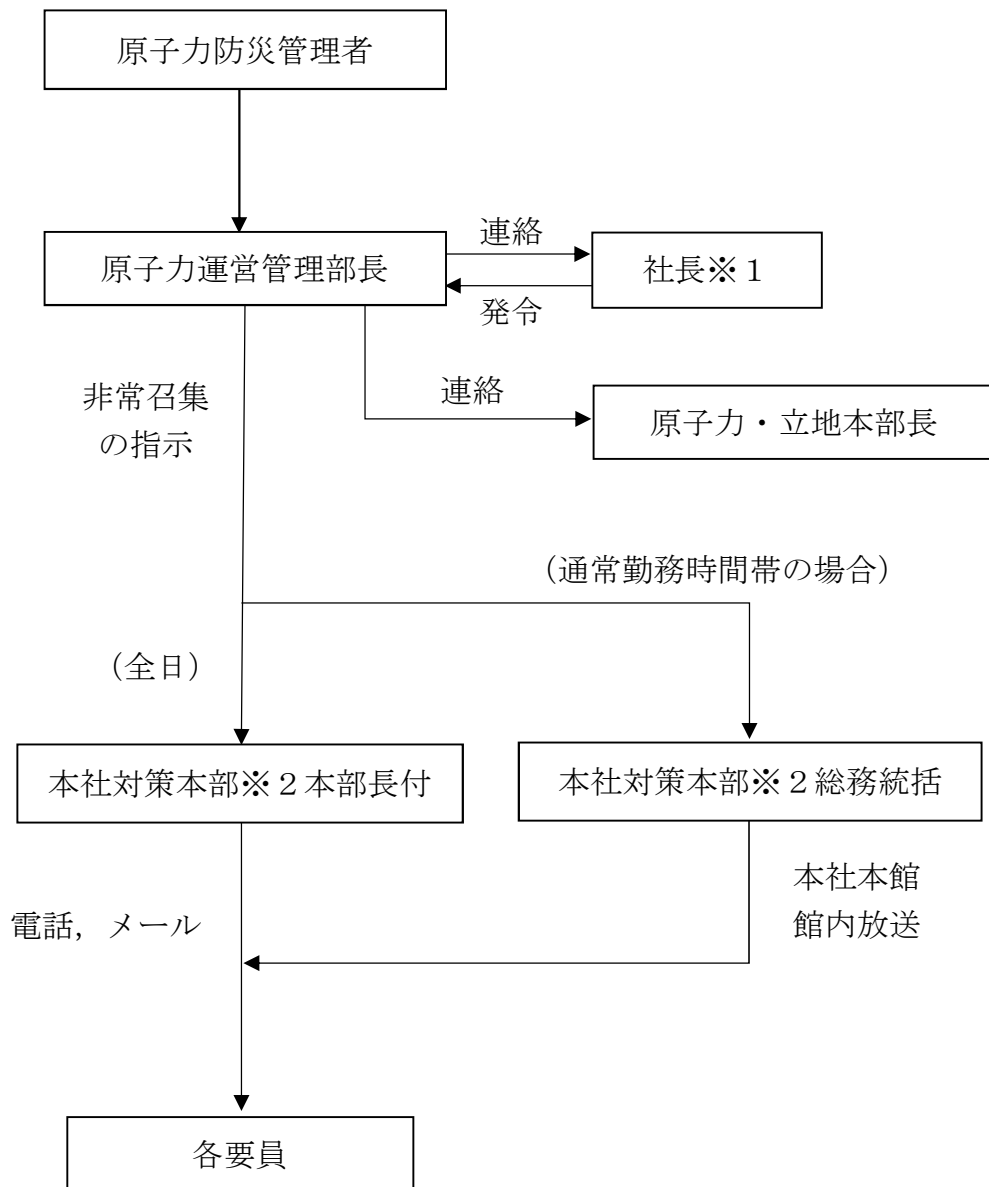 原子力防災管理者
連絡
原子力運営管理部長
社長※１
発令
非常召集
の指示
連絡
原子力・立地本部長
（通常勤務時間帯の場合）
（全日）
本社対策本部※２本部長付
本社対策本部※２総務統括
本社本館
館内放送
電話，メール
各要員